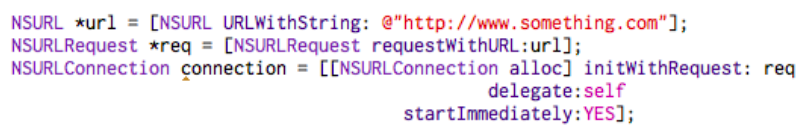 NSURL *url = [NSURL URLWithString: @"http://www.something.com"];
NSURLRequest *req = [NSURLRequest requestWithURL:url];
NSURLConnection connection = [[NSURLConnection alloc] initWithRequest: req
delegate:self
startImmediately:YES];